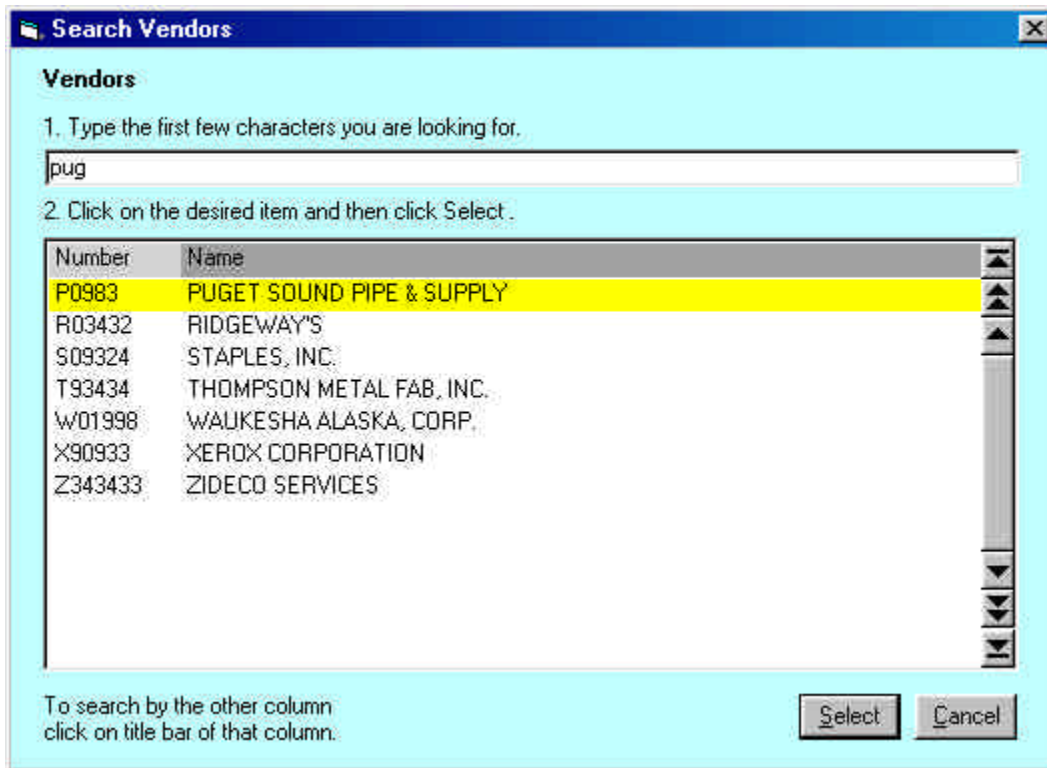 Search Vendors
Vendors
1. Type the first few characters you are looking for.
pug
2. Click on the desired item and then click Select .
Number Name
P0983 PUGET SOUND PIPE & SUPPLY
R03432 RIDGEWAY'S
S09324 STAPLES, INC.
T93434 THOMPSON METAL FAB, INC.
W01998 WAUKESHA ALASKA, CORP.
X90933 XEROX CORPORATION
Z343433 ZIDECO SERVICES
To search by the other column
click on title bar of that column.
Select Cancel